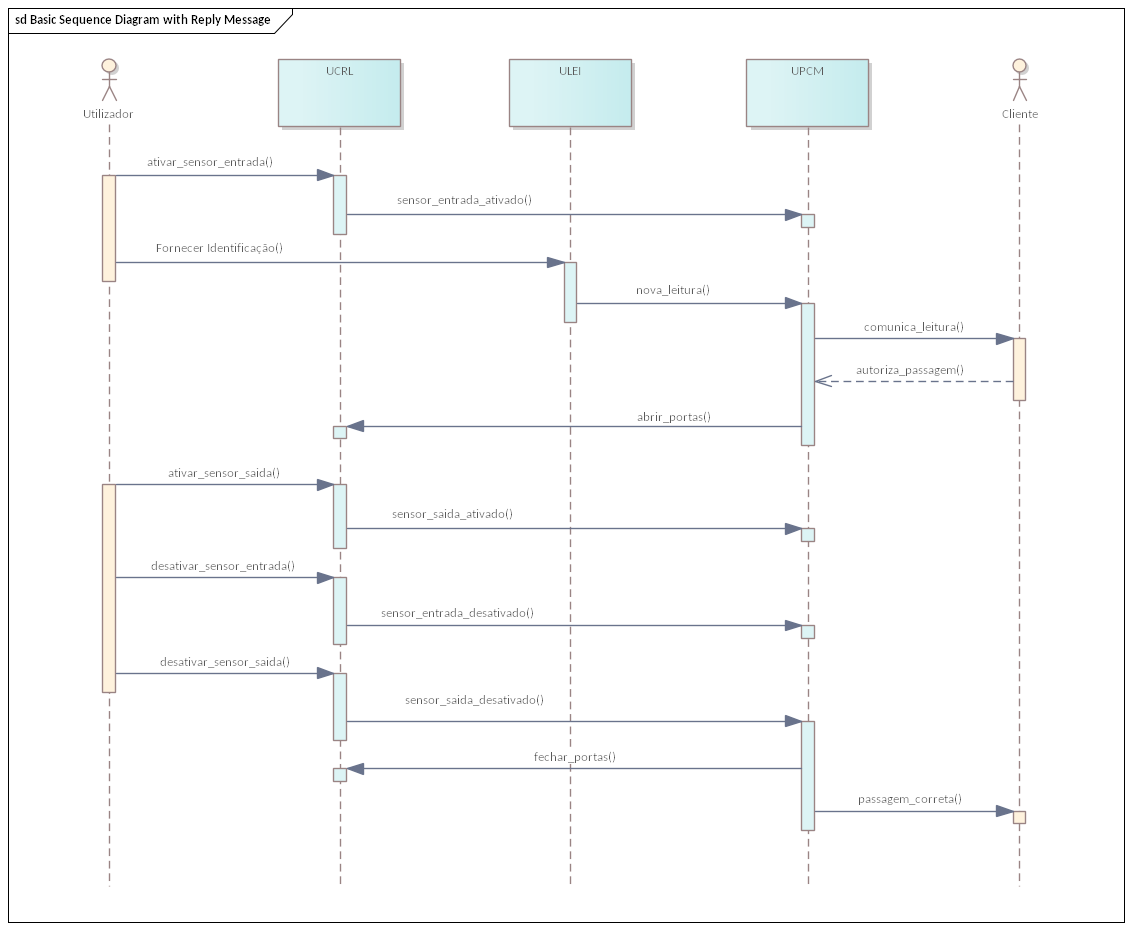 sd Basic Sequence Diagram with Reply Message
Utilizador
UCRL
ULEI
UPCM
Cliente
ativar_sensor_entrada()
sensor_entrada_ativado()
Fornecer Identificação()
nova_leitura()
comunica_leitura()
autoriza_passagem()
abrir_portas()
ativar_sensor_saida()
sensor_saida_ativado()
desativar_sensor_entrada()
sensor_entrada_desativado()
desativar_sensor_saida()
sensor_saida_desativado()
fechar_portas()
passagem_correta()